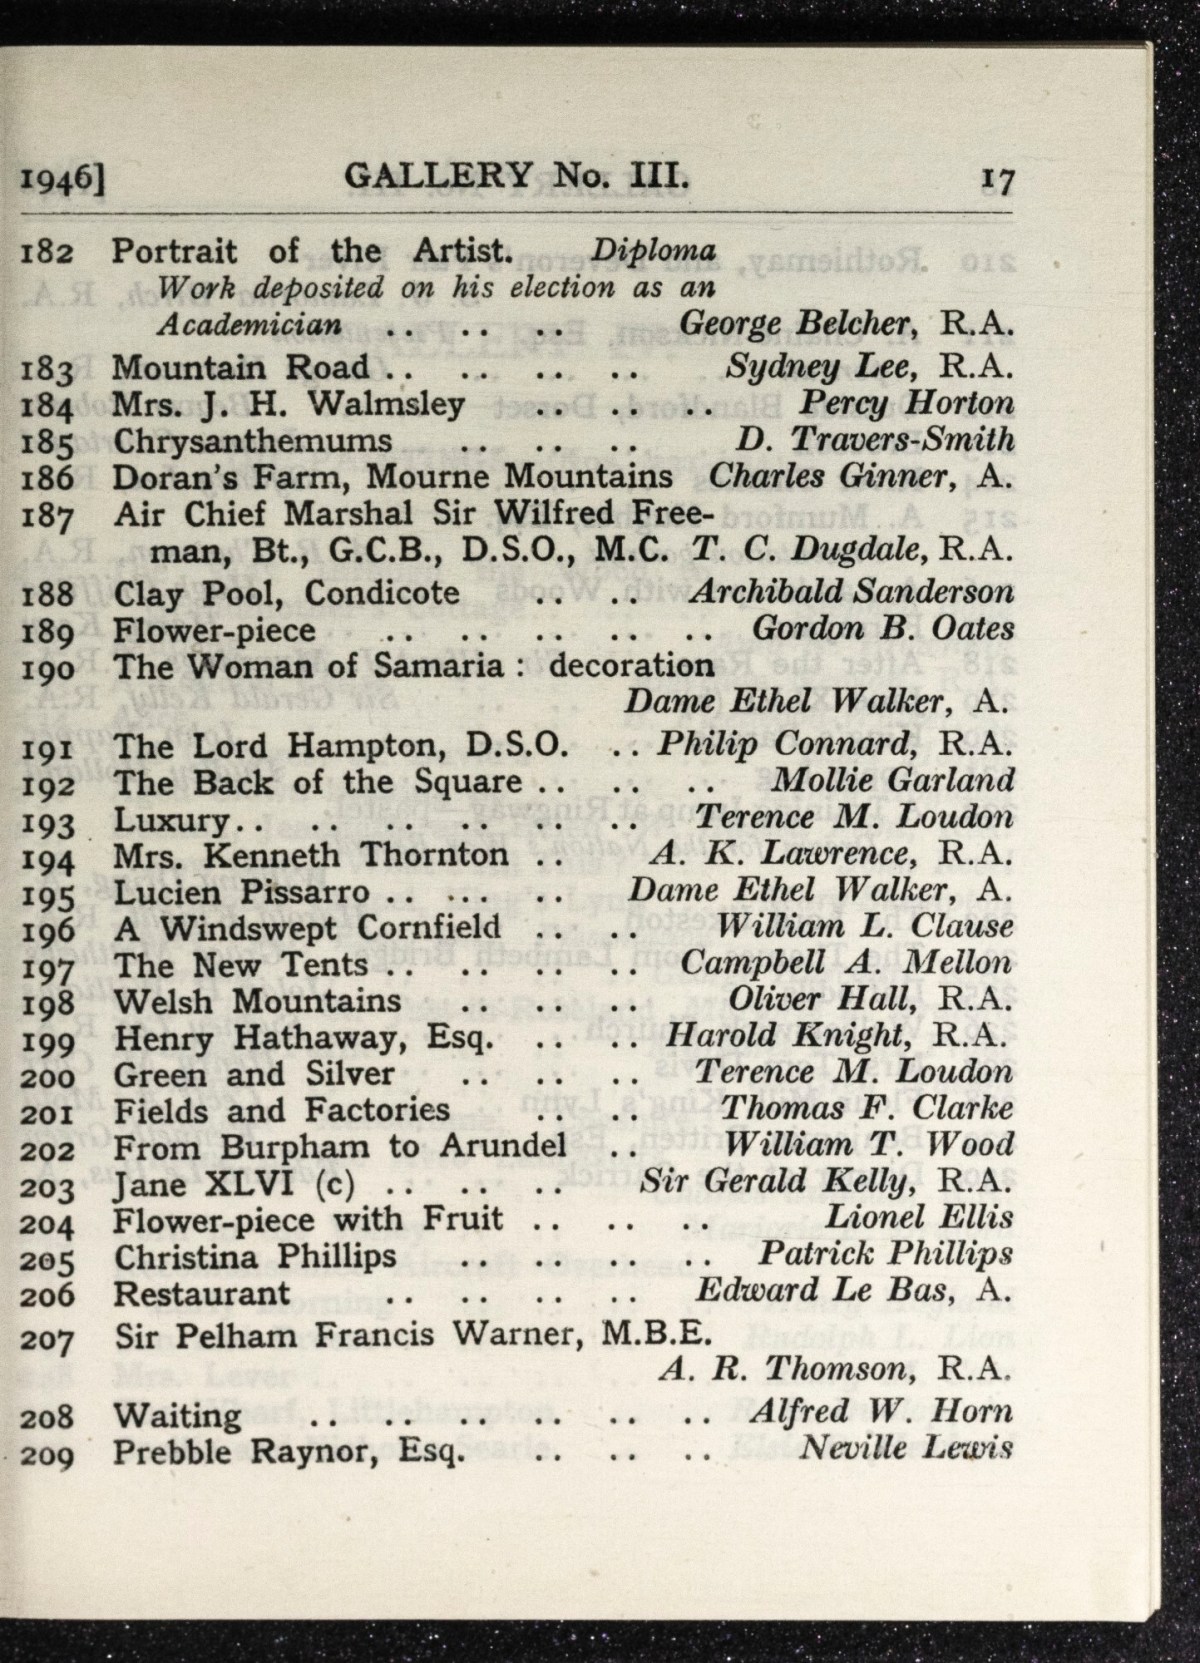 1946] GALLERY No. III. 17
182 Portrait of the Artist. Diploma
Work deposited on his election as an
Academician .. .. .. George Belcher, R.A.
183 Mountain Road .. .. .. .. Sydney Lee, R.A.
184 Mrs. J. H. Walmsley .. .. .. Percy Horton
185 Chrysanthemums .. .. .. D. Travers-Smith
186 Doran's Farm, Mourne Mountains Charles Ginner, A.
187 Air Chief Marshal Sir Wilfred Free-
man, Bt., G.C.B., D.S.O., M.C. T. C. Dugdale, R.A.
188 Clay Pool, Condicote .. .. Archibald Sanderson
189 Flower-piece .. .. .. .. .. Gordon B. Oates
190 The Woman of Samaria : decoration
Dame Ethel Walker, A.
191 The Lord Hampton, D.S.O. .. Philip Connard, R.A.
192 The Back of the Square .. .. .. Mollie Garland
193 Luxury .. .. .. .. .. .. Terence M. Loudon
194 Mrs. Kenneth Thornton .. A. K. Lawrence, R.A.
195 Lucien Pissarro .. ... .. Dame Ethel Walker, A.
196 A Windswept Cornfield .. .. William L. Clause
197 The New Tents .. .. .. .. Campbell A. Mellon
198 Welsh Mountains .. .. .. Oliver Hall, R.A.
199 Henry Hathaway, Esq. .. .. Harold Knight, R.A.
200 Green and Silver .. .. .. Terence M. Loudon
201 Fields and Factories .. .. Thomas F. Clarke
202 From Burpham to Arundel .. William T. Wood
203 Jane XLVI (c) .. .. .. Sir Gerald Kelly, R.A.
204 Flower-piece with Fruit .. .. .. Lionel Ellis
205 Christina Phillips .. .. .. .. Patrick Phillips
206 Restaurant .. .. .. .. Edward Le Bas, A.
207 Sir Pelham Francis Warner, M.B.E.
A. R. Thomson, R.A.
208 Waiting .. .. .. .. .. .. Alfred W. Horn
209 Prebble Raynor, Esq. .. .. .. Neville Lewis